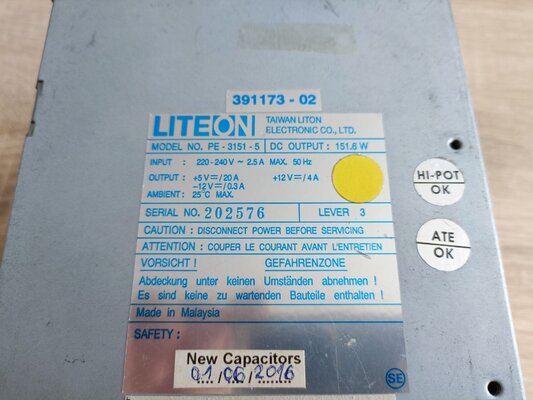 391173 - 02
LITEON TAIWAN LITON
ELECTRONIC CO., LTD.
MODEL NO. PE - 3151 - 5 DC OUTPUT : 151.6 W
INPUT : 220 - 240 V ~ 2.5 A MAX. 50 Hz
OUTPUT : +5 V ⎓ / 20 A +12 V ⎓ / 4 A
-12 V ⎓ / 0.3 A
AMBIENT : 25°C MAX.
HI-POT
OK
SERIAL NO. 202576 LEVER 3
CAUTION : DISCONNECT POWER BEFORE SERVICING
ATTENTION : COUPER LE COURANT AVANT L'ENTRETIEN
ATE
OK
VORSICHT ! GEFAHRENZONE
Abdeckung unter keinen Umständen abnehmen !
Es sind keine zu wartenden Bauteile enthalten !
Made in Malaysia
SAFETY :
New Capacitors
01/06/2016
SE